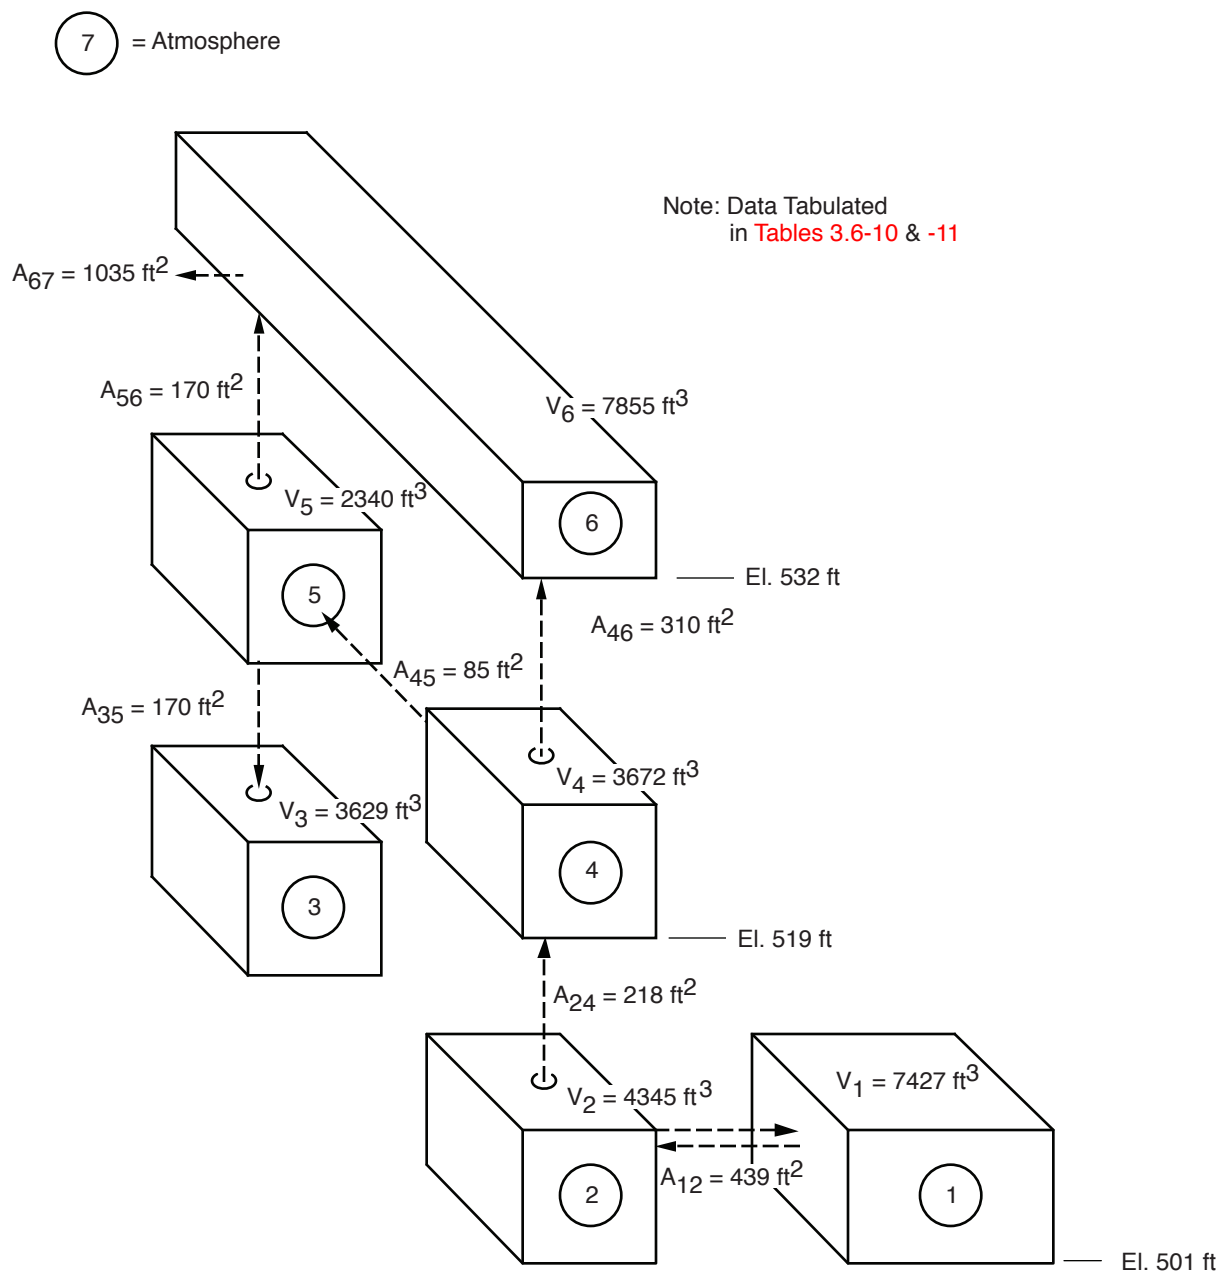 7 = Atmosphere
Note: Data Tabulated
in Tables 3.6-10 & -11
A67 = 1035 ft2
A56 = 170 ft2
V6 = 7855 ft3
V5 = 2340 ft3
6
El. 532 ft
5
A46 = 310 ft2
A45 = 85 ft2
A35 = 170 ft2
V4 = 3672 ft3
V3 = 3629 ft3
4
3
El. 519 ft
A24 = 218 ft2
V1 = 7427 ft3
V2 = 4345 ft3
A12 = 439 ft2
2
1
El. 501 ft